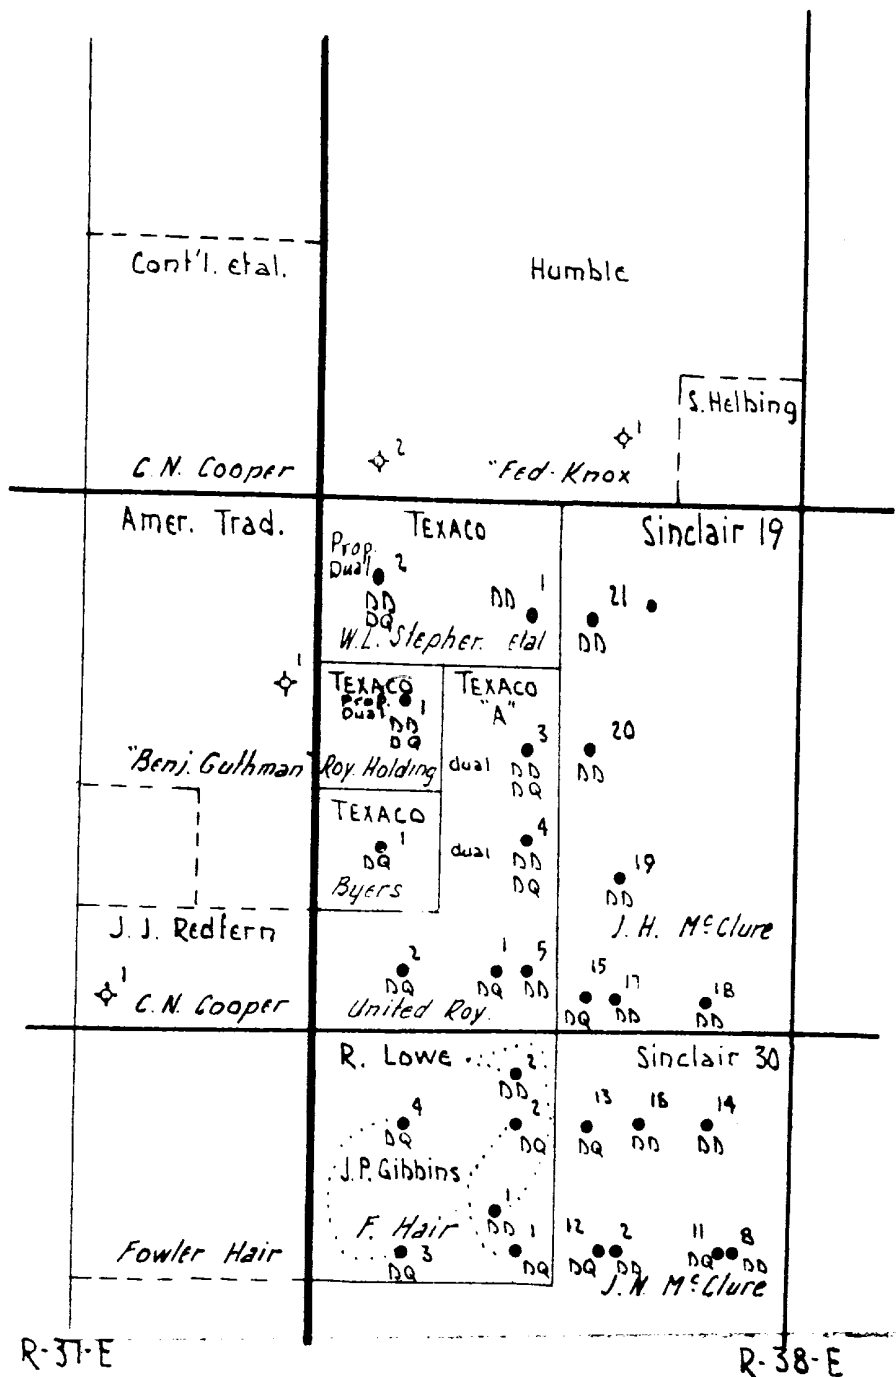 Cont'l. etal.
Humble
S. Helbing
1
2
C.N. Cooper
"Fed-Knox
Amer. Trad.
TEXACO
Sinclair 19
Prop.
Dual
2
DD
DQ
1
DD
21
DD
W.L. Stepher. etal
1
TEXACO
Prop.
Dual
1
DD
DQ
TEXACO
"A"
3
dual
DD
DQ
20
DD
"Benj. Guthman
Roy. Holding
TEXACO
1
DQ
Byers
4
dual
DD
DQ
19
DD
J.H. McClure
J.J. Redfern
1
C.N. Cooper
2
DQ
1
DQ
5
DD
United Roy.
15
DQ
17
DD
18
DD
R. Lowe
Sinclair 30
2
DD
4
DQ
2
DQ
13
DQ
16
DD
14
DD
J.P. Gibbins
1
DD
F. Hair
Fowler Hair
3
DQ
1
DQ
12
DQ
2
DD
11
DQ
8
DD
J.N. McClure
R-37-E
R-38-E